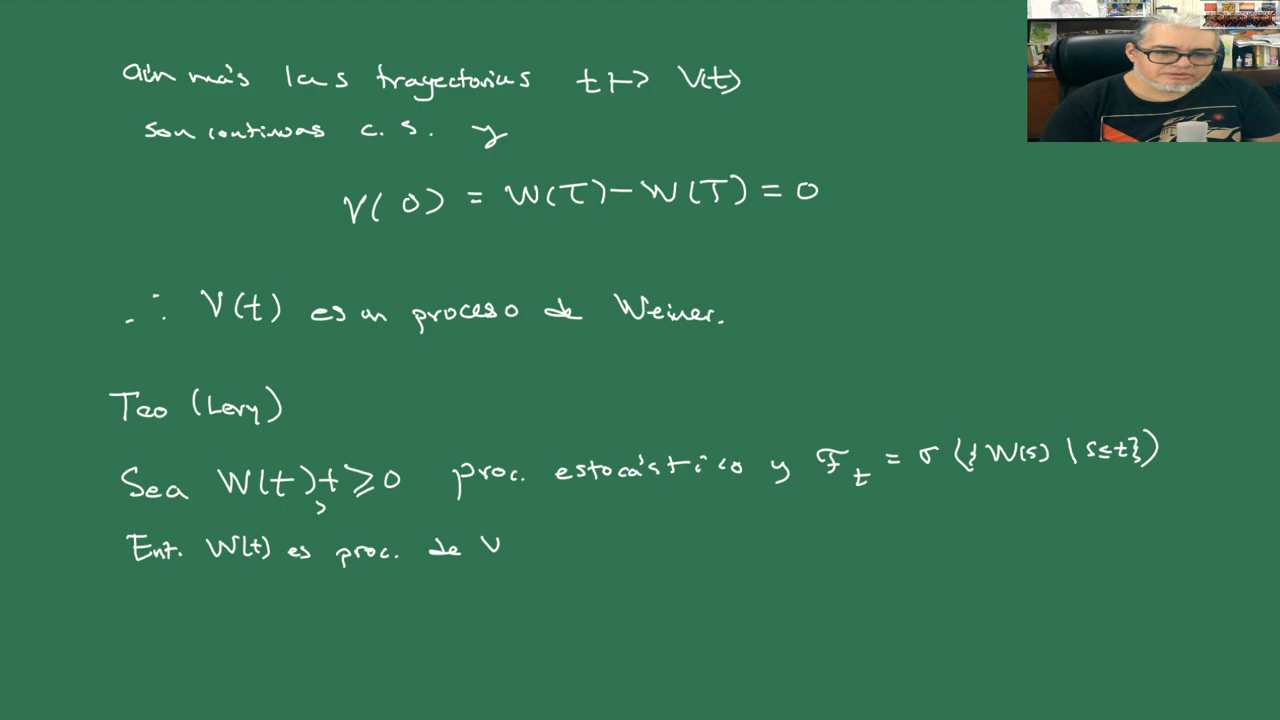 aún más las trayectorias t ↦ V(t)
son continuas c. s. y
V(0) = W(T) - W(T) = 0
∴ V(t) es un proceso de Weiner.
Teo (Levy)
Sea W(t), t ≥ 0 proc. estocástico y ℱ_t = σ({W(s) | s≤t})
Ent. W(t) es proc. de V